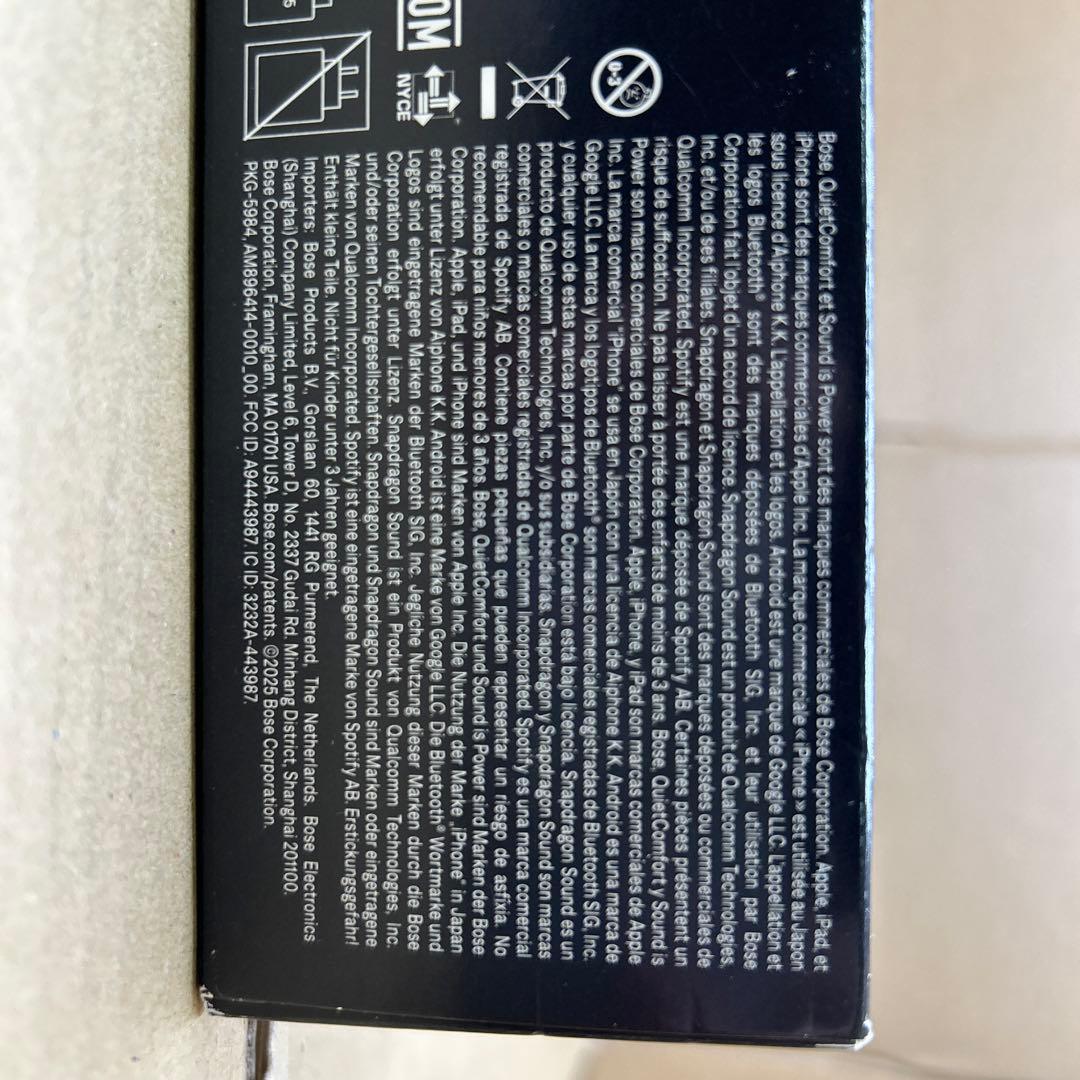 5
OM
NYCE
0-3
Bose, QuietComfort et Sound is Power sont des marques commerciales de Bose Corporation. Apple, iPad, et
iPhone sont des marques commerciales d'Apple Inc. La marque commerciale « iPhone » est utilisée au Japon
sous licence d'Aiphone K.K. L'appellation et les logos Android est une marque de Google LLC. L'appellation et
les logos Bluetooth® sont des marques déposées de Bluetooth SIG, Inc. et leur utilisation par Bose
Corporation fait l'objet d'un accord de licence. Snapdragon Sound est un produit de Qualcomm Technologies,
Inc. et/ou de ses filiales. Snapdragon et Snapdragon Sound sont des marques déposées ou commerciales de
Qualcomm Incorporated. Spotify est une marque déposée de Spotify AB. Certaines pièces présentent un
risque de suffocation. Ne pas laisser à portée des enfants de moins de 3 ans. Bose, QuietComfort y Sound is
Power son marcas comerciales de Bose Corporation. Apple, iPhone, y iPad son marcas comerciales de Apple
Inc. La marca comercial "iPhone" se usa en Japón con una licencia de Aiphone K.K. Android es una marca de
Google LLC. La marca y los logotipos de Bluetooth® son marcas comerciales registradas de Bluetooth SIG, Inc.
y cualquier uso de estas marcas por parte de Bose Corporation está bajo licencia. Snapdragon Sound es un
producto de Qualcomm Technologies, Inc. y/o sus subsidiarias. Snapdragon y Snapdragon Sound son marcas
comerciales o marcas comerciales registradas de Qualcomm Incorporated. Spotify es una marca comercial
registrada de Spotify AB. Contiene piezas pequeñas que pueden representar un riesgo de asfixia. No
recomendable para niños menores de 3 años. Bose, QuietComfort und Sound is Power sind Marken der Bose
Corporation. Apple, iPad, und iPhone sind Marken von Apple Inc. Die Nutzung der Marke „iPhone" in Japan
erfolgt unter Lizenz von Aiphone K.K. Android ist eine Marke von Google LLC. Die Bluetooth® Wortmarke und
Logos sind eingetragene Marken der Bluetooth SIG, Inc. Jegliche Nutzung dieser Marken durch die Bose
Corporation erfolgt unter Lizenz. Snapdragon Sound ist ein Produkt von Qualcomm Technologies, Inc.
und/oder seinen Tochtergesellschaften. Snapdragon und Snapdragon Sound sind Marken oder eingetragene
Marken von Qualcomm Incorporated. Spotify ist eine eingetragene Marke von Spotify AB. Erstickungsgefahr!
Enthält kleine Teile. Nicht für Kinder unter 3 Jahren geeignet.
Importers: Bose Products B.V., Gorslaan 60, 1441 RG Purmerend, The Netherlands. Bose Electronics
(Shanghai) Company Limited, Level 6, Tower D, No. 2337 Gudai Rd. Minhang District, Shanghai 201100.
Bose Corporation, Framingham, MA 01701 USA. Bose.com/patents. ©2025 Bose Corporation.
PKG-5984, AM896414-0010_00. FCC ID: A94443987. IC ID: 3232A-443987.